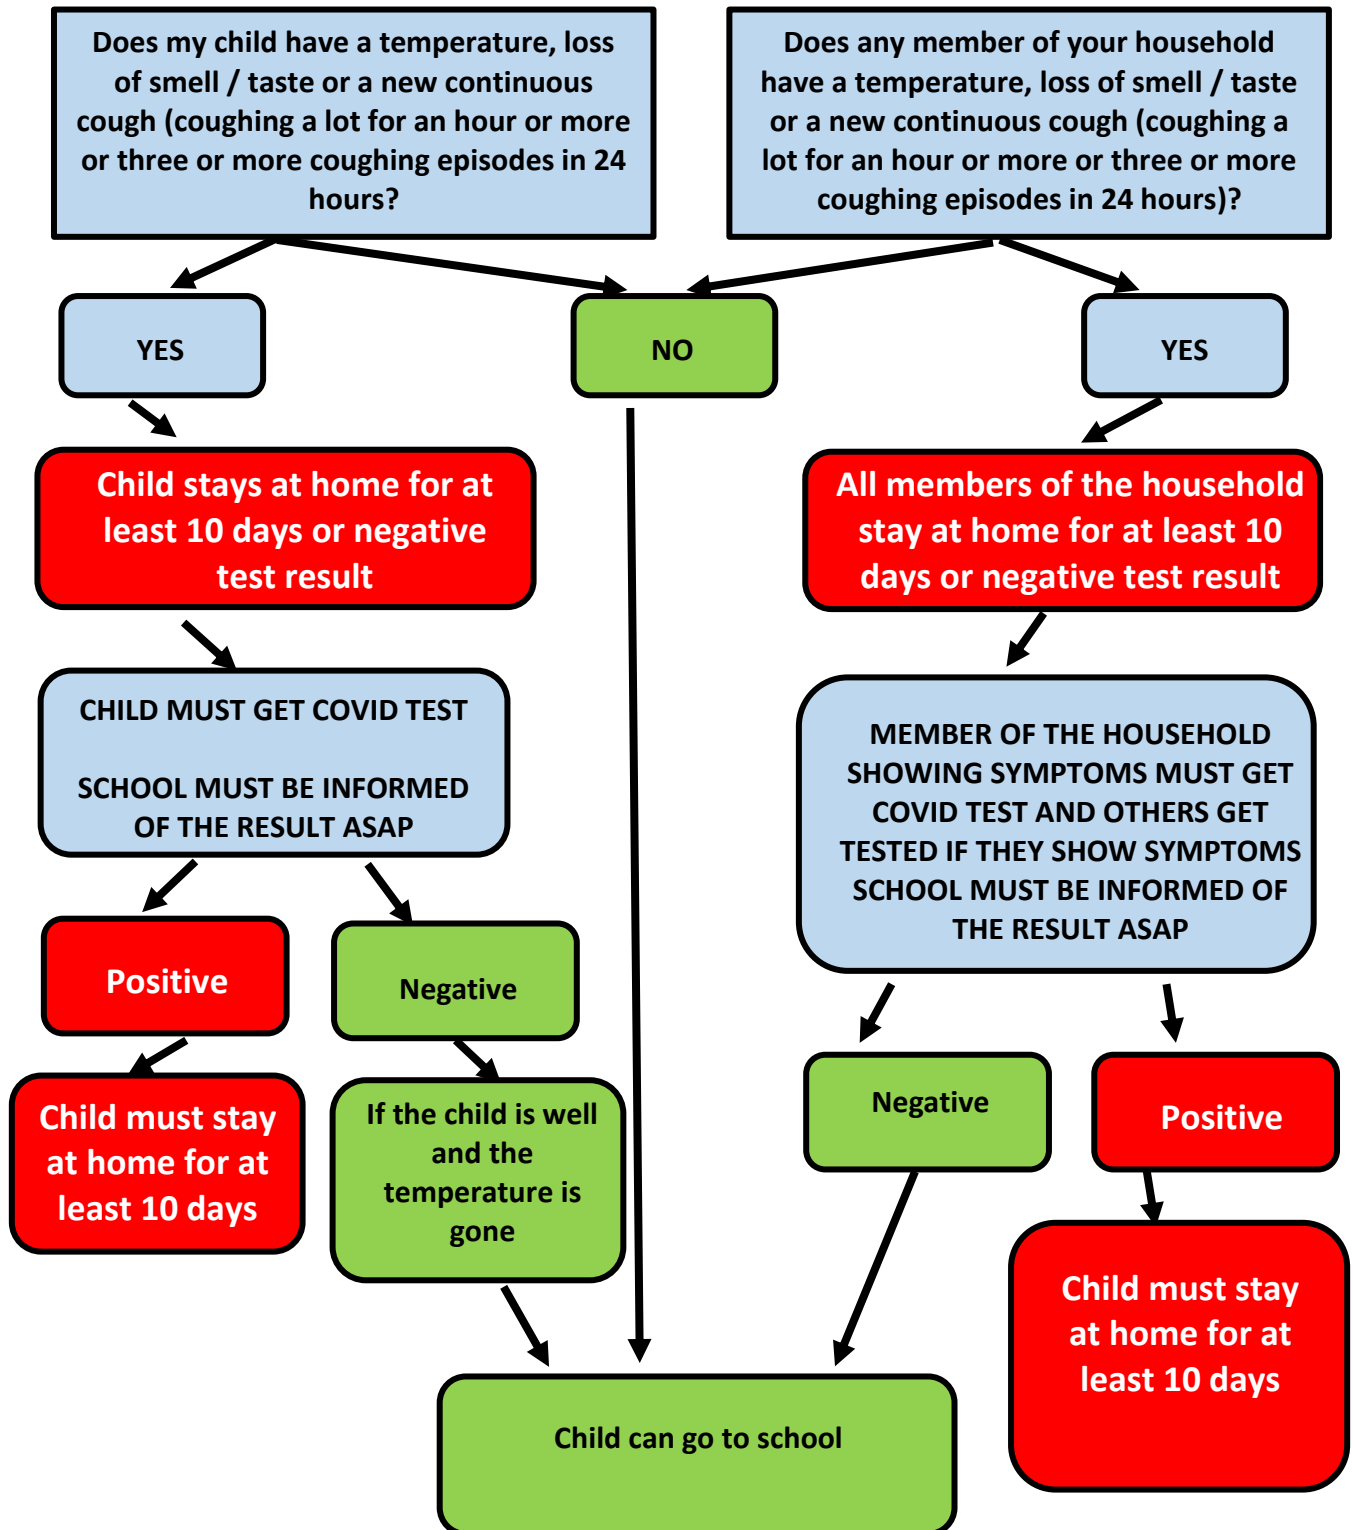 Does my child have a temperature, loss
of smell / taste or a new continuous
cough (coughing a lot for an hour or more
or three or more coughing episodes in 24
hours?
Does any member of your household
have a temperature, loss of smell / taste
or a new continuous cough (coughing a
lot for an hour or more or three or more
coughing episodes in 24 hours)?
YES
NO
YES
Child stays at home for at
least 10 days or negative
test result
All members of the household
stay at home for at least 10
days or negative test result
CHILD MUST GET COVID TEST
SCHOOL MUST BE INFORMED
OF THE RESULT ASAP
MEMBER OF THE HOUSEHOLD
SHOWING SYMPTOMS MUST GET
COVID TEST AND OTHERS GET
TESTED IF THEY SHOW SYMPTOMS
SCHOOL MUST BE INFORMED OF
THE RESULT ASAP
Positive
Negative
Negative
Positive
Child must stay
at home for at
least 10 days
If the child is well
and the
temperature is
gone
Child must stay
at home for at
least 10 days
Child can go to school